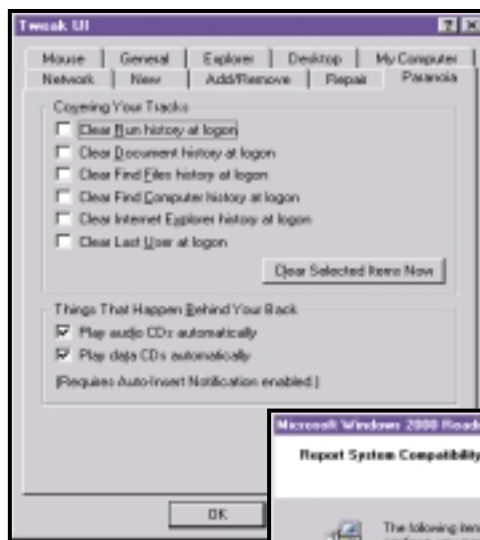 Tweak UI
Mouse General Explorer Desktop My Computer
Network New Add/Remove Repair Paranoia
Covering Your Tracks
Clear Run history at logon
Clear Document history at logon
Clear Find Files history at logon
Clear Find Computer history at logon
Clear Internet Explorer history at logon
Clear Last User at logon
Clear Selected Items Now
Things That Happen Behind Your Back
Play audio CDs automatically
Play data CDs automatically
(Requires Auto-Insert Notification enabled.)
OK
Microsoft Windows 2000 Read
Report System Compatibility
The following item